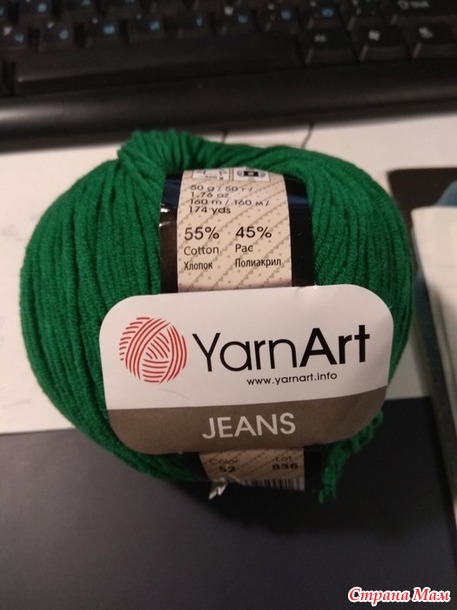 50 g / 50 г /
1,76 oz
160 m / 160 м /
174 yds
55% 45%
Cotton Pac
Хлопок Полиакрил
YarnArt
www.yarnart.info
JEANS
Color Lot
52 836
Страна Мам